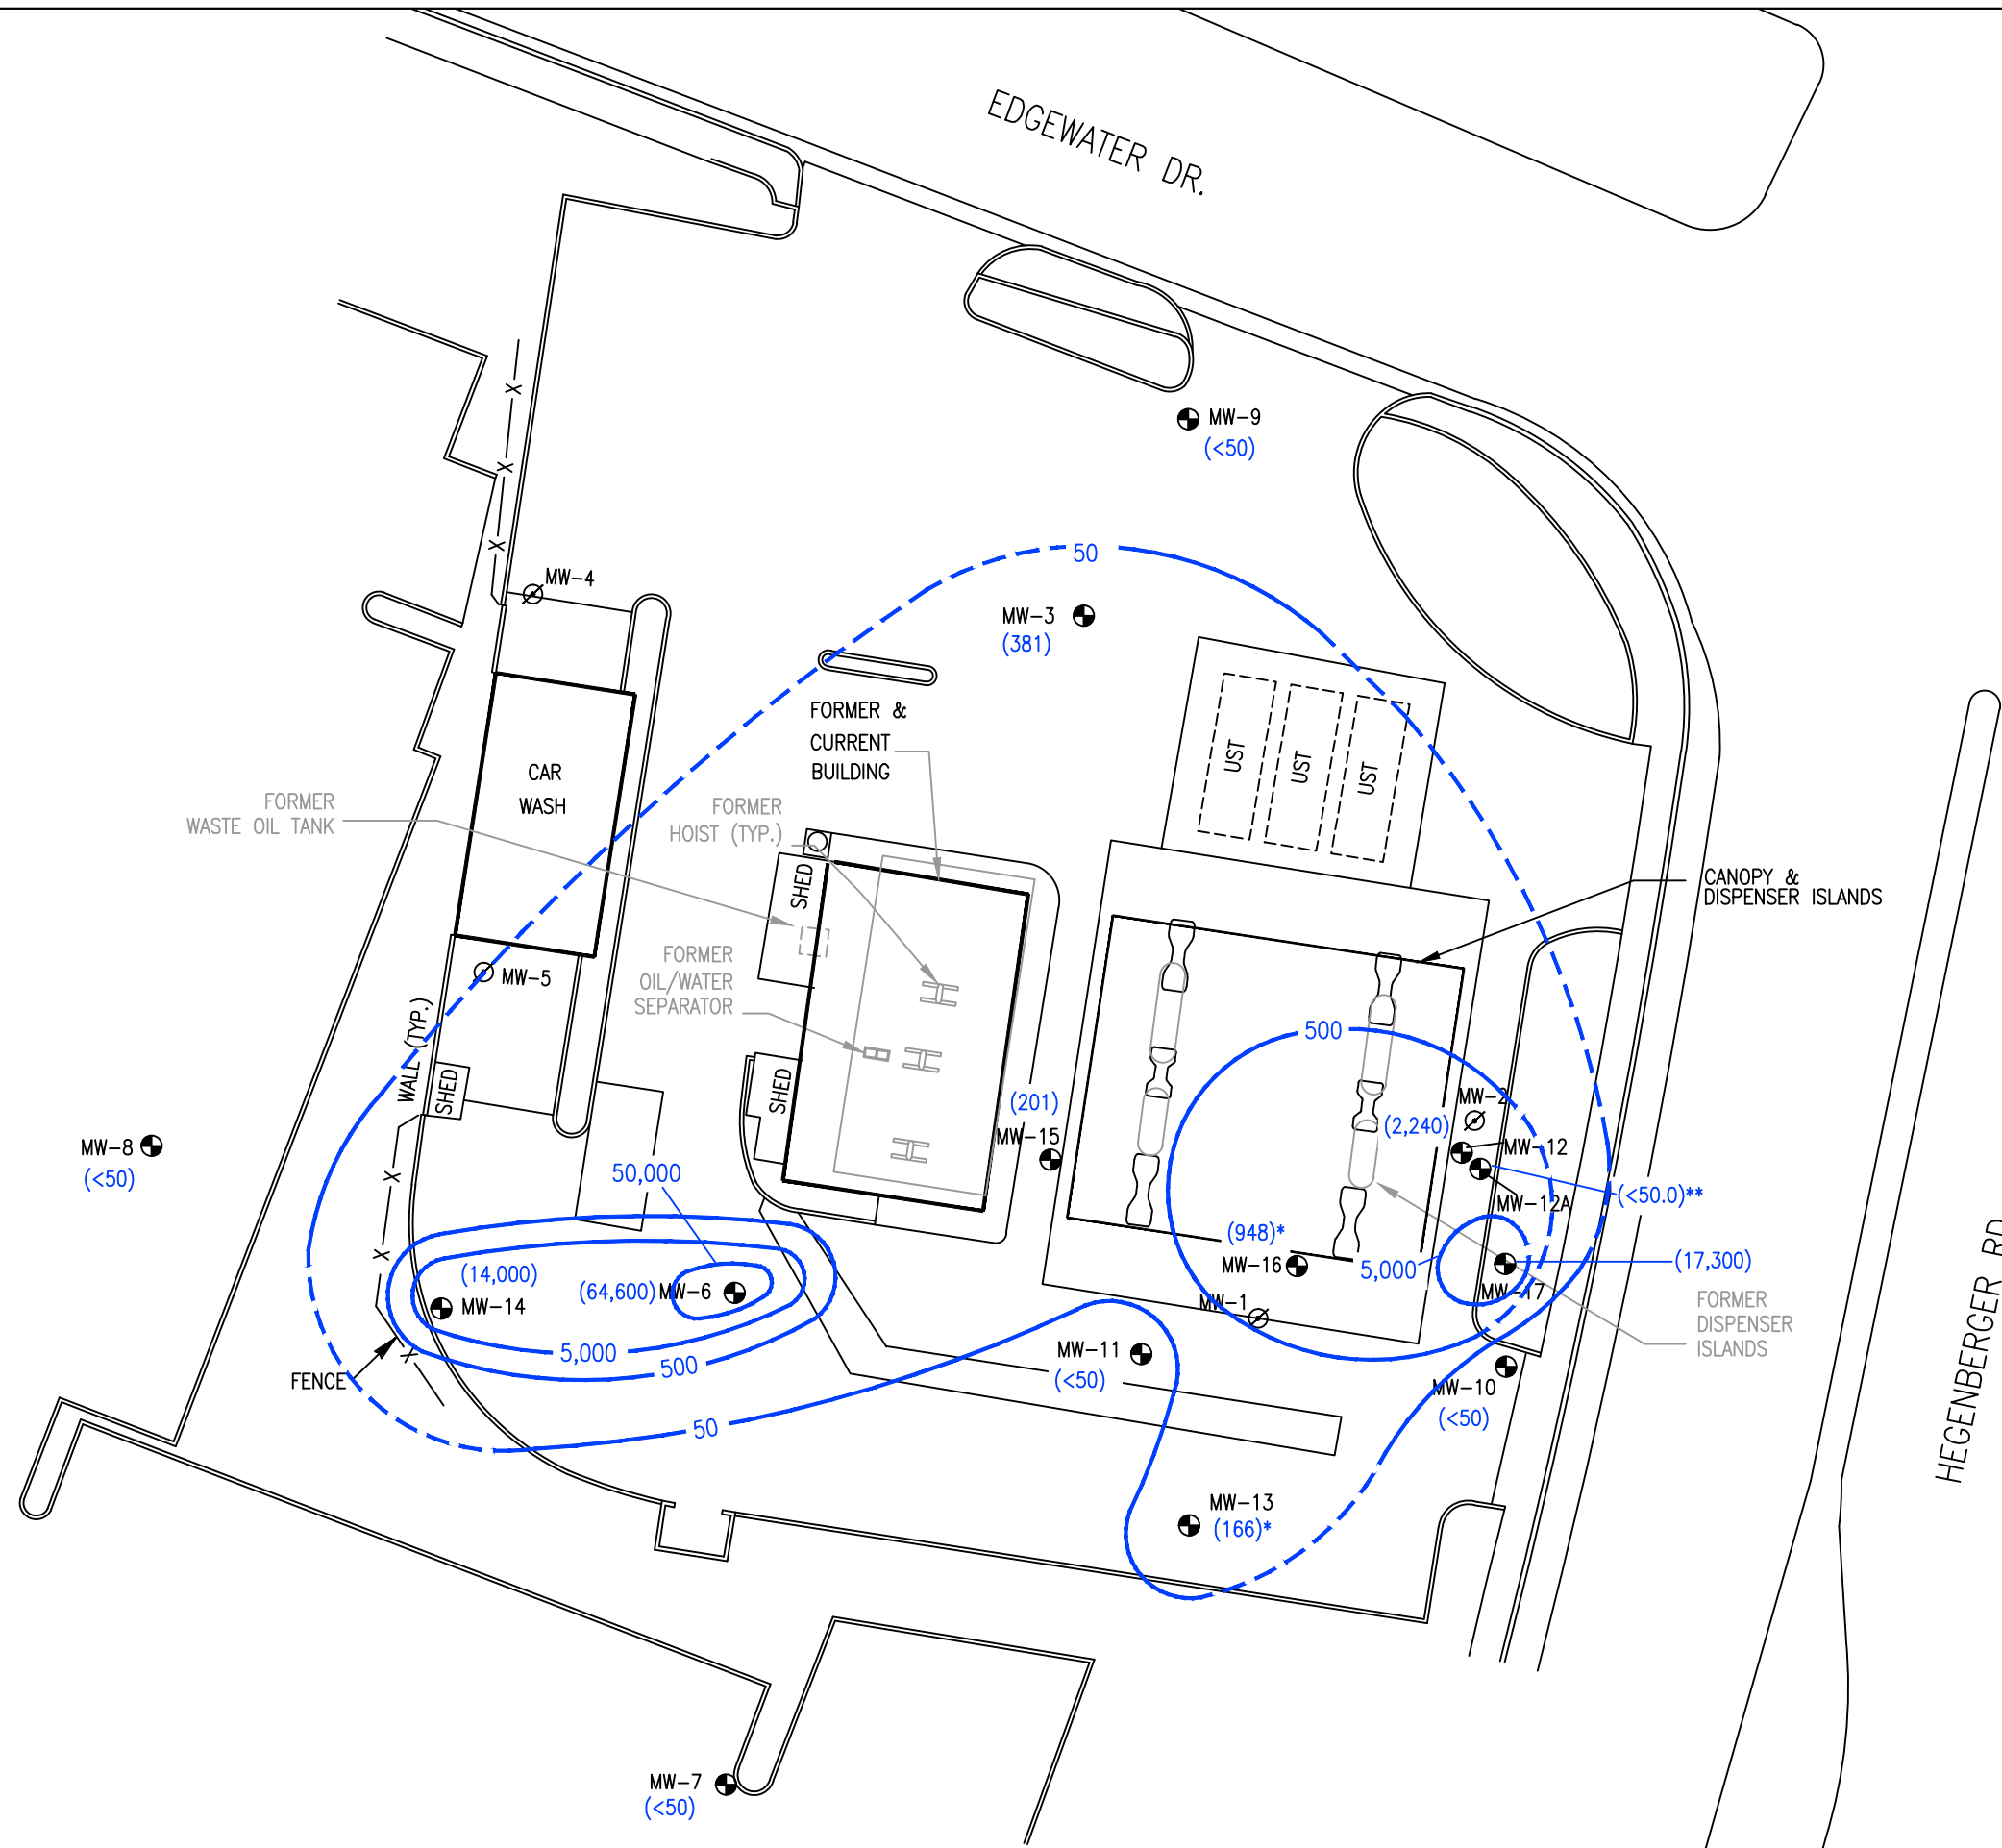 EDGEWATER DR.
MW-9
(<50)
50
MW-4
MW-3
(381)
FORMER &
CURRENT
BUILDING
UST
UST
UST
CAR
WASH
FORMER
WASTE OIL TANK
FORMER
HOIST (TYP.)
SHED
CANOPY &
DISPENSER ISLANDS
FORMER
OIL/WATER
SEPARATOR
MW-5
WALL (TYP.)
SHED
SHED
500
(201)
MW-15
MW-2
(2,240)
MW-12
MW-12A
(<50.0)**
MW-8
(<50)
50,000
(948)*
MW-16
5,000
(17,300)
MW-17
(14,000)
MW-14
(64,600)
MW-6
MW-1
FORMER
DISPENSER
ISLANDS
HEGENBERGER RD
5,000
500
FENCE
MW-11
(<50)
MW-10
(<50)
50
MW-13
(166)*
MW-7
(<50)
X
X
X
X
X
X